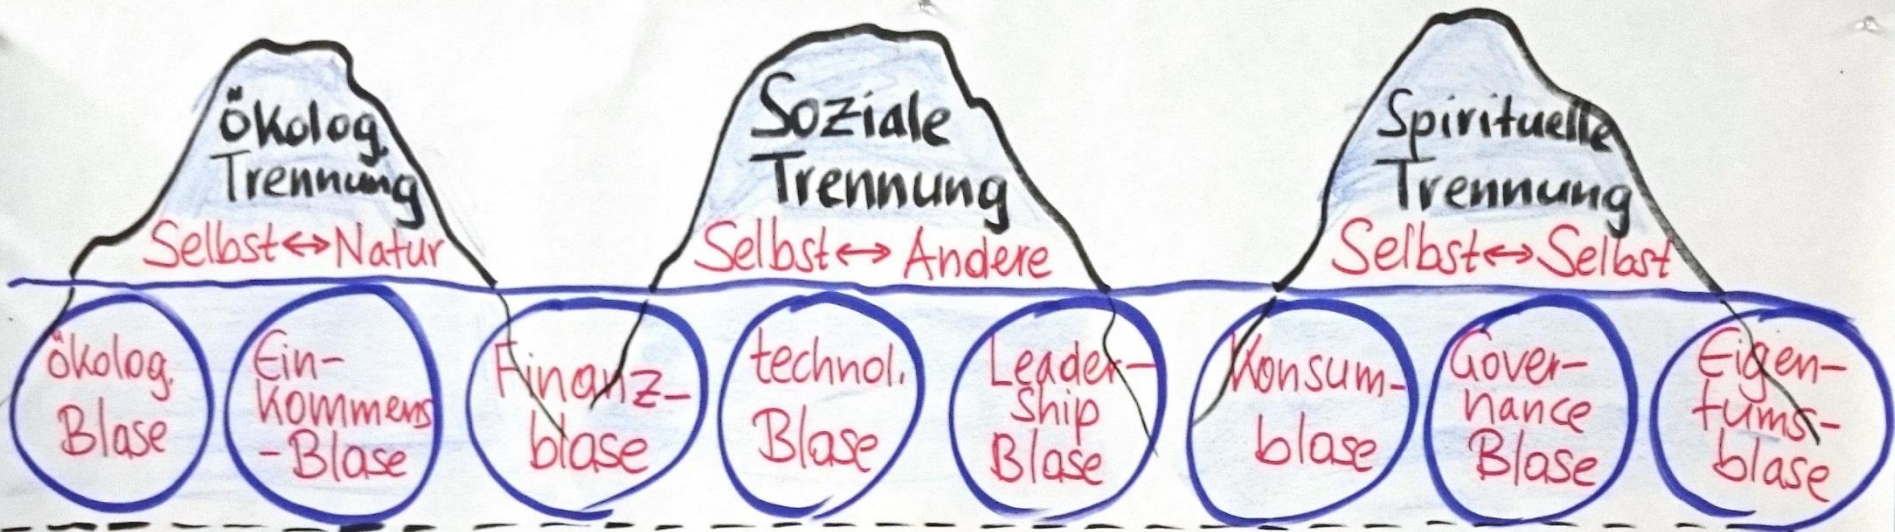 Ökolog.
Trennung
Selbst↔Natur
Soziale
Trennung
Selbst↔Andere
Spirituelle
Trennung
Selbst↔Selbst
ökolog.
Blase
Ein-
kommens
-Blase
Finanz-
blase
technol.
Blase
Leader-
ship
Blase
Konsum-
blase
Gover-
nance
Blase
Eigen-
tums-
blase